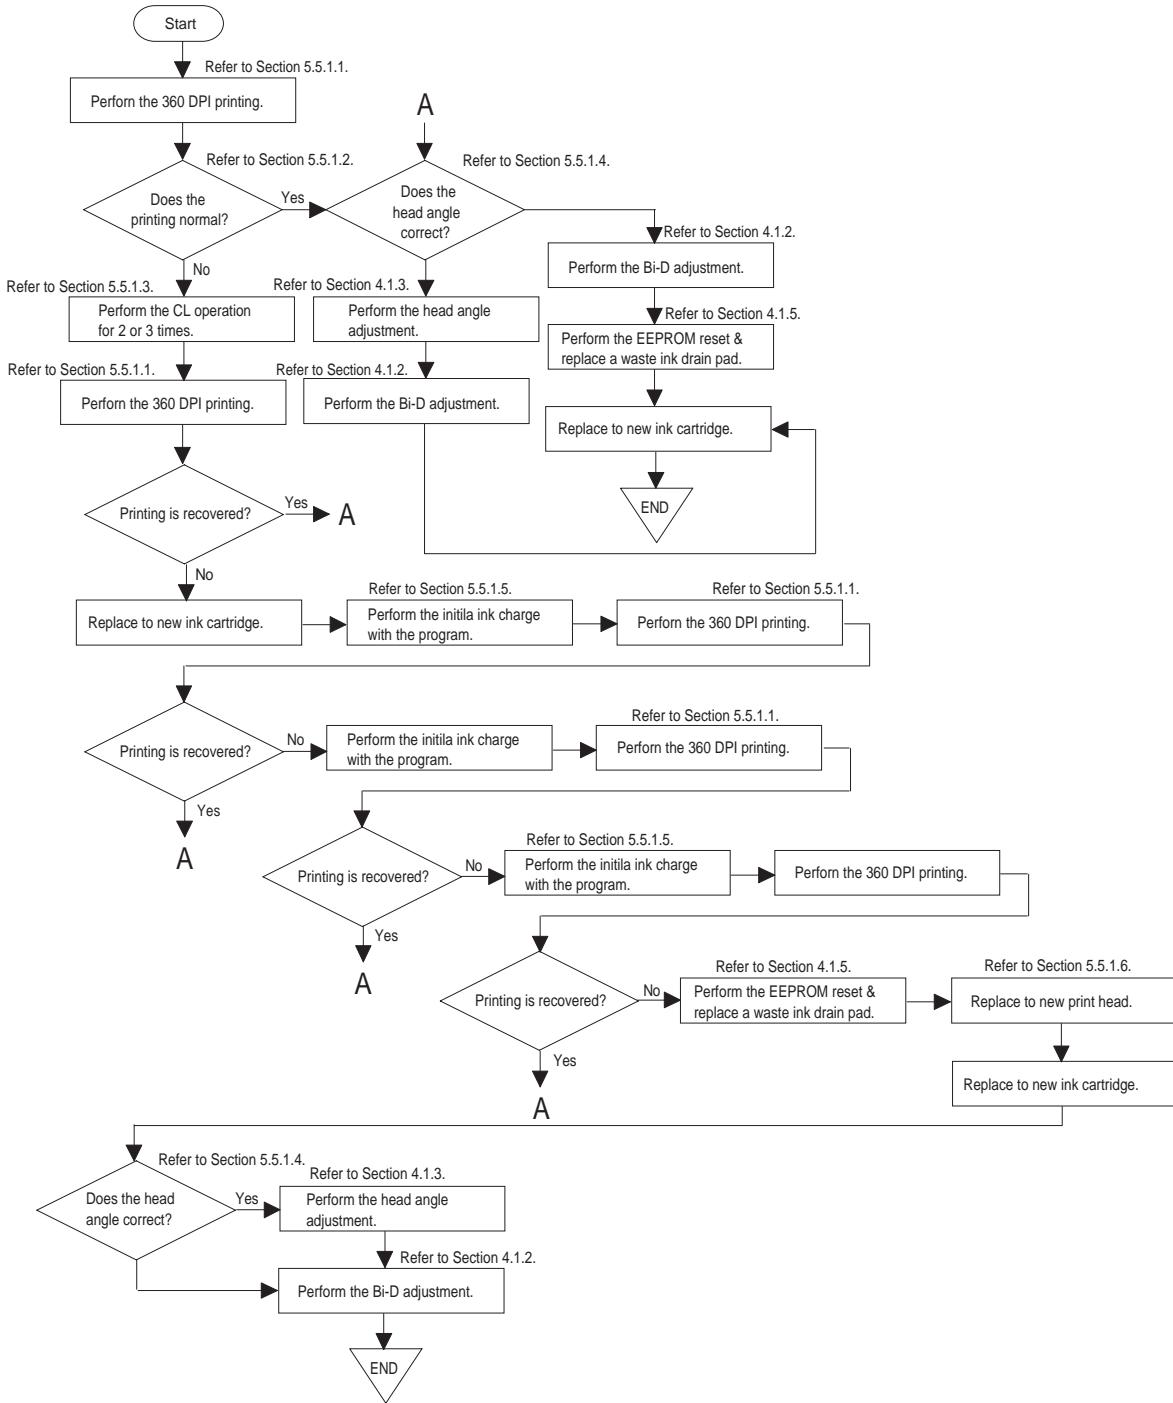 Start
Refer to Section 5.5.1.1.
Perforn the 360 DPI printing.
A
Refer to Section 5.5.1.2.
Refer to Section 5.5.1.4.
Does the
printing normal?
Yes
Does the
head angle
correct?
No
Refer to Section 4.1.2.
Perform the Bi-D adjustment.
Refer to Section 5.5.1.3.
Perform the CL operation
for 2 or 3 times.
Refer to Section 4.1.3.
Perform the head angle
adjustment.
Refer to Section 4.1.5.
Perform the EEPROM reset &
replace a waste ink drain pad.
Refer to Section 5.5.1.1.
Perforn the 360 DPI printing.
Refer to Section 4.1.2.
Perform the Bi-D adjustment.
Replace to new ink cartridge.
END
Printing is recovered?
Yes
A
No
Replace to new ink cartridge.
Refer to Section 5.5.1.5.
Perform the initila ink charge
with the program.
Refer to Section 5.5.1.1.
Perforn the 360 DPI printing.
Printing is recovered?
No
Perform the initila ink charge
with the program.
Refer to Section 5.5.1.1.
Perforn the 360 DPI printing.
Yes
A
Printing is recovered?
No
Refer to Section 5.5.1.5.
Perform the initila ink charge
with the program.
Perforn the 360 DPI printing.
Yes
A
Printing is recovered?
No
Refer to Section 4.1.5.
Perform the EEPROM reset &
replace a waste ink drain pad.
Refer to Section 5.5.1.6.
Replace to new print head.
Yes
A
Replace to new ink cartridge.
Refer to Section 5.5.1.4.
Does the head
angle correct?
Yes
Refer to Section 4.1.3.
Perform the head angle
adjustment.
Refer to Section 4.1.2.
Perform the Bi-D adjustment.
END